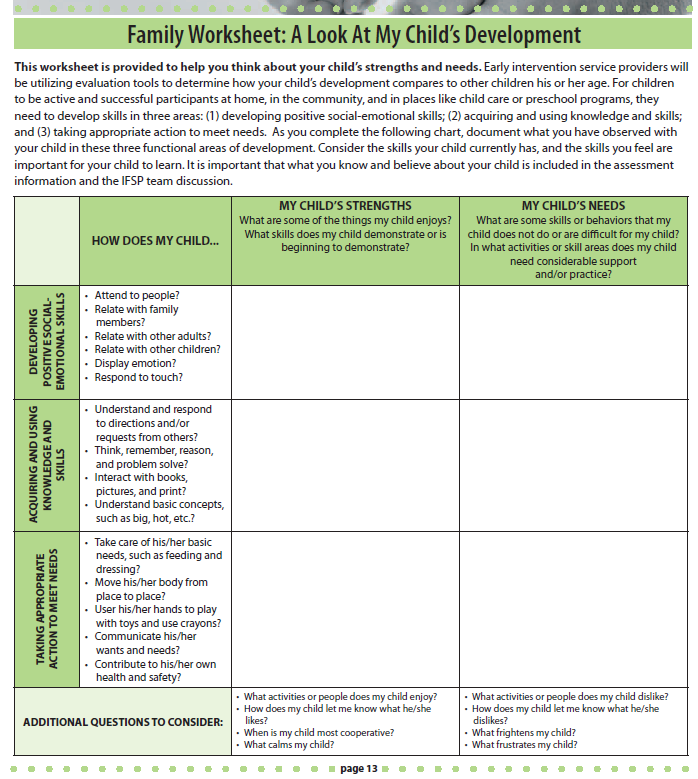 Family Worksheet: A Look At My Child's Development
This worksheet is provided to help you think about your child's strengths and needs. Early intervention service providers will
be utilizing evaluation tools to determine how your child's development compares to other children his or her age. For children
to be active and successful participants at home, in the community, and in places like child care or preschool programs, they
need to develop skills in three areas: (1) developing positive social-emotional skills; (2) acquiring and using knowledge and skills;
and (3) taking appropriate action to meet needs. As you complete the following chart, document what you have observed with
your child in these three functional areas of development. Consider the skills your child currently has, and the skills you feel are
important for your child to learn. It is important that what you know and believe about your child is included in the assessment
information and the IFSP team discussion.
HOW DOES MY CHILD...
MY CHILD'S STRENGTHS
What are some of the things my child enjoys?
What skills does my child demonstrate or is
beginning to demonstrate?
MY CHILD'S NEEDS
What are some skills or behaviors that my
child does not do or are difficult for my child?
In what activities or skill areas does my child
need considerable support
and/or practice?
DEVELOPING
POSITIVE SOCIAL-
EMOTIONAL SKILLS
• Attend to people?
• Relate with family
members?
• Relate with other adults?
• Relate with other children?
• Display emotion?
• Respond to touch?
ACQUIRING AND USING
KNOWLEDGE AND
SKILLS
• Understand and respond
to directions and/or
requests from others?
• Think, remember, reason,
and problem solve?
• Interact with books,
pictures, and print?
• Understand basic concepts,
such as big, hot, etc.?
TAKING APPROPRIATE
ACTION TO MEET NEEDS
• Take care of his/her basic
needs, such as feeding and
dressing?
• Move his/her body from
place to place?
• User his/her hands to play
with toys and use crayons?
• Communicate his/her
wants and needs?
• Contribute to his/her own
health and safety?
ADDITIONAL QUESTIONS TO CONSIDER:
• What activities or people does my child enjoy?
• How does my child let me know what he/she
likes?
• When is my child most cooperative?
• What calms my child?
• What activities or people does my child dislike?
• How does my child let me know what he/she
dislikes?
• What frightens my child?
• What frustrates my child?
page 13